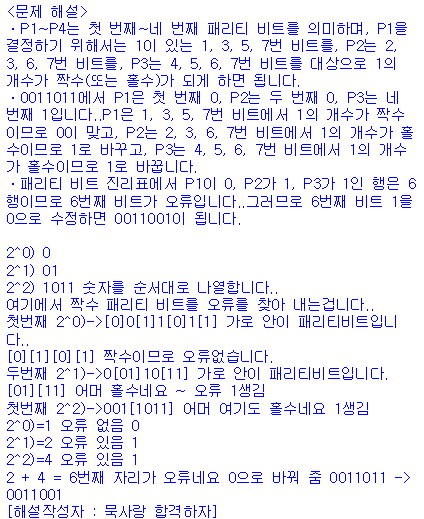 <문제 해설>
·P1~P4는 첫 번째~네 번째 패리티 비트를 의미하며, P1을
결정하기 위해서는 1이 있는 1, 3, 5, 7번 비트를, P2는 2,
3, 6, 7번 비트를, P3는 4, 5, 6, 7번 비트를 대상으로 1의
개수가 짝수(또는 홀수)가 되게 하면 됩니다.
·0011011에서 P1은 첫 번째 0, P2는 두 번째 0, P3는 네
번째 1입니다..P1은 1, 3, 5, 7번 비트에서 1의 개수가 짝수
이므로 0이 맞고, P2는 2, 3, 6, 7번 비트에서 1의 개수가 홀
수이므로 1로 바꾸고, P3는 4, 5, 6, 7번 비트에서 1의 개수
가 홀수이므로 1로 바꿉니다.
·패리티 비트 진리표에서 P1이 0, P2가 1, P3가 1인 행은 6
행이므로 6번째 비트가 오류입니다..그러므로 6번째 비트 1을
0으로 수정하면 00110010이 됩니다.

2^0) 0
2^1) 01
2^2) 1011 숫자를 순서대로 나열합니다..
여기에서 짝수 패리티 비트를 오류를 찾아 내는겁니다..
첫번째 2^0)->[0]0[1]1[0]1[1] 가로 안이 패리티비트입니
다..
[0][1][0][1] 짝수이므로 오류없습니다.
두번째 2^1)->0[01]10[11] 가로 안이 패리티비트입니다.
[01][11] 어머 홀수네요 ~ 오류 1생김
첫번째 2^2)->001[1011] 어머 여기도 홀수네요 1생김
2^0)=1 오류 없음 0
2^1)=2 오류 있음 1
2^2)=4 오류 있음 1
2 + 4 = 6번째 자리가 오류네요 0으로 바꿔 줌 0011011 ->
0011001
[해설작성자 : 묵사랑 합격하자]